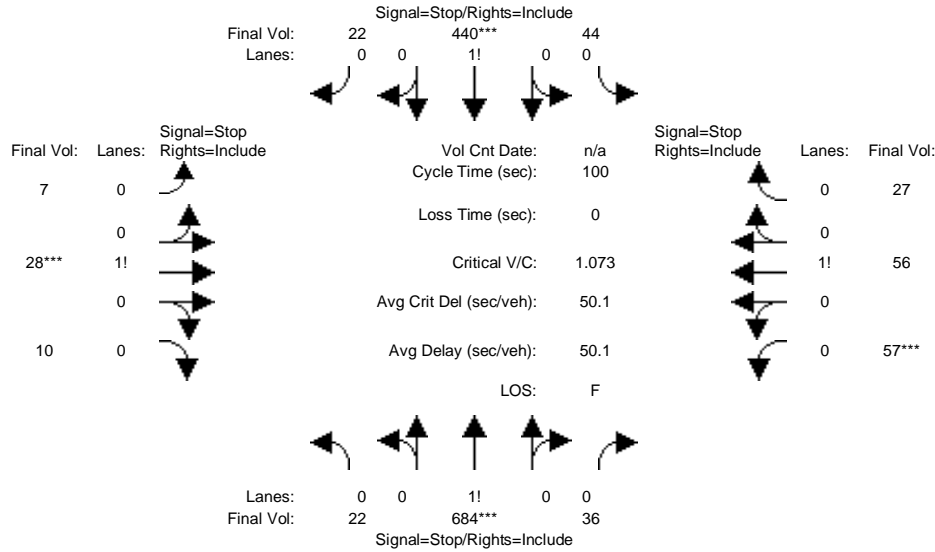 Signal=Stop/Rights=Include
Final Vol: 22 440*** 44
Lanes: 0 0 1! 0 0
Signal=Stop
Final Vol: Lanes: Rights=Include
Vol Cnt Date: n/a
Signal=Stop
Rights=Include Lanes: Final Vol:
Cycle Time (sec): 100
7 0
0 27
Loss Time (sec): 0
0
0
28*** 1!
Critical V/C: 1.073
1! 56
0
Avg Crit Del (sec/veh): 50.1
0
10 0
Avg Delay (sec/veh): 50.1
0 57***
LOS: F
Lanes: 0 0 1! 0 0
Final Vol: 22 684*** 36
Signal=Stop/Rights=Include